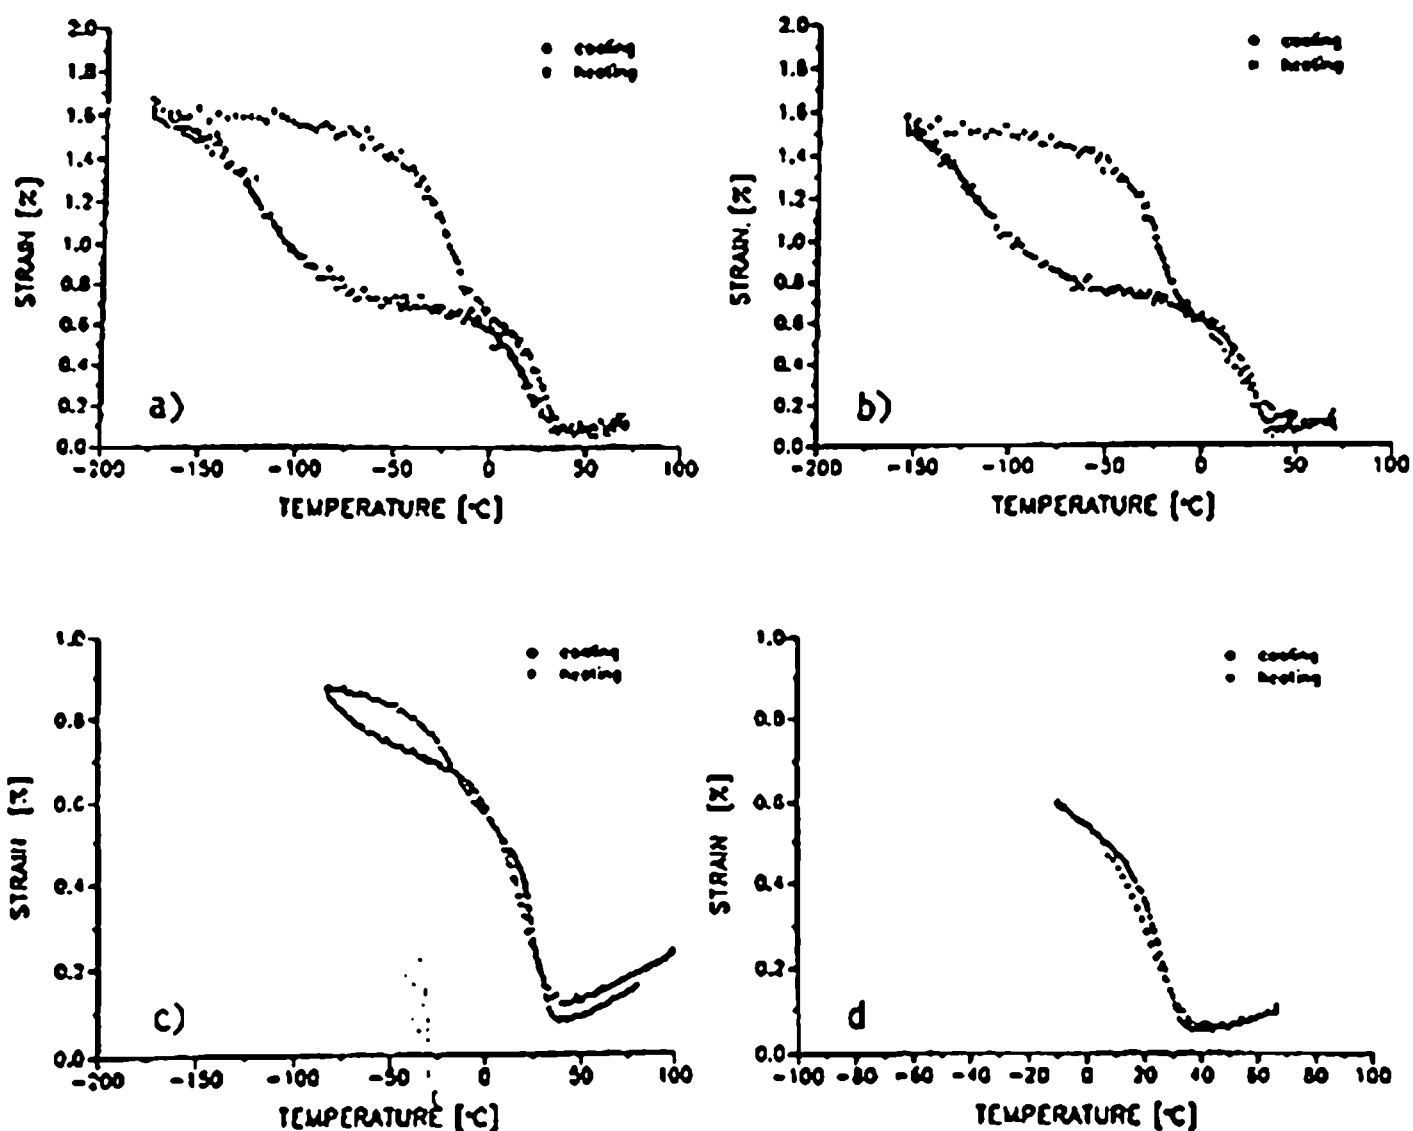 2.0
1.8
1.6
1.4
1.2
1.0
0.8
0.6
0.4
0.2
0.0
STRAIN [%]
cooling
heating
a)
-200 -150 -100 -50 0 50 100
TEMPERATURE [°C]
2.0
1.8
1.6
1.4
1.2
1.0
0.8
0.6
0.4
0.2
0.0
STRAIN. [%]
cooling
heating
b)
-200 -150 -100 -50 0 50 100
TEMPERATURE [°C]
1.0
0.8
0.6
0.4
0.2
0.0
STRAIN [%]
cooling
heating
c)
-200 -150 -100 -50 0 50 100
TEMPERATURE [°C]
1.0
0.8
0.6
0.4
0.2
0.0
STRAIN [%]
cooling
heating
d
-100 -80 -60 -40 -20 0 20 40 60 80 100
TEMPERATURE [°C]